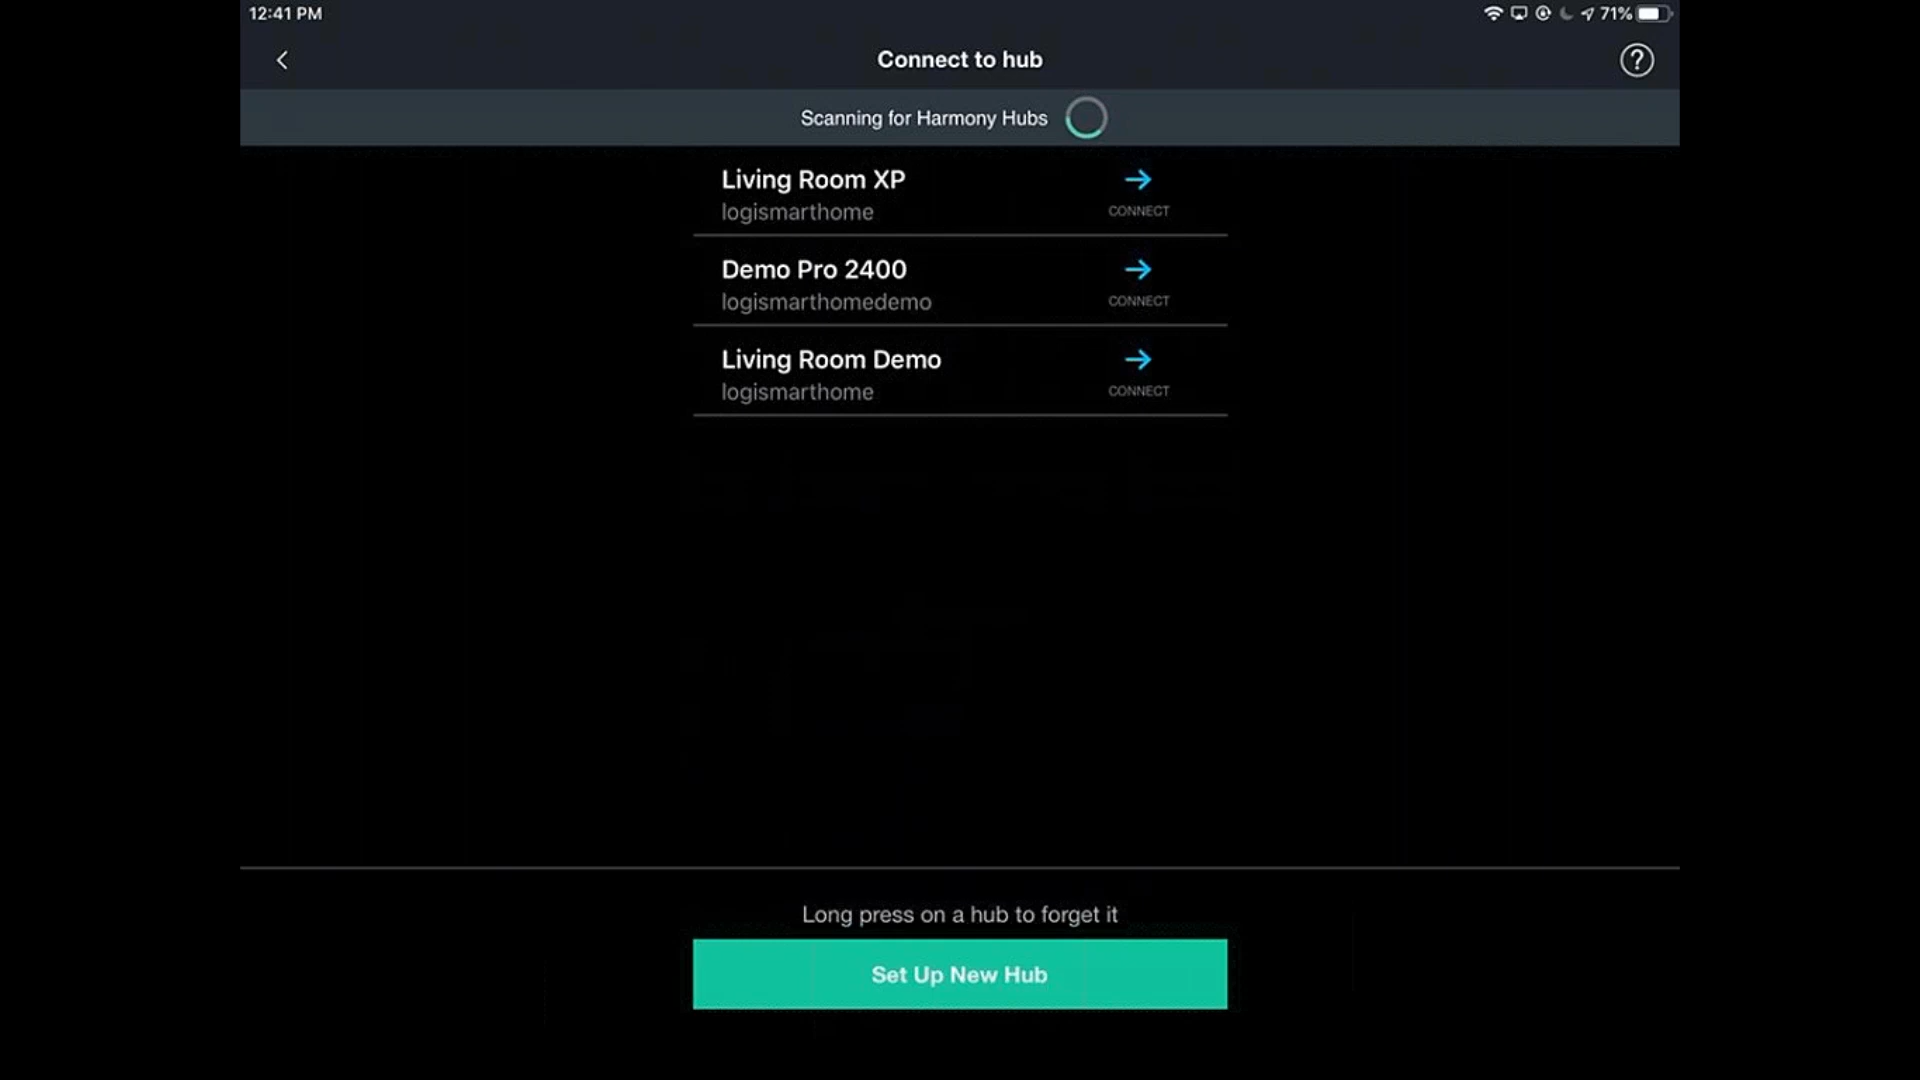 12:41 PM
71%
Connect to hub
?
Scanning for Harmony Hubs
Living Room XP
logismarthome
CONNECT
Demo Pro 2400
logismarthomedemo
CONNECT
Living Room Demo
logismarthome
CONNECT
Long press on a hub to forget it
Set Up New Hub